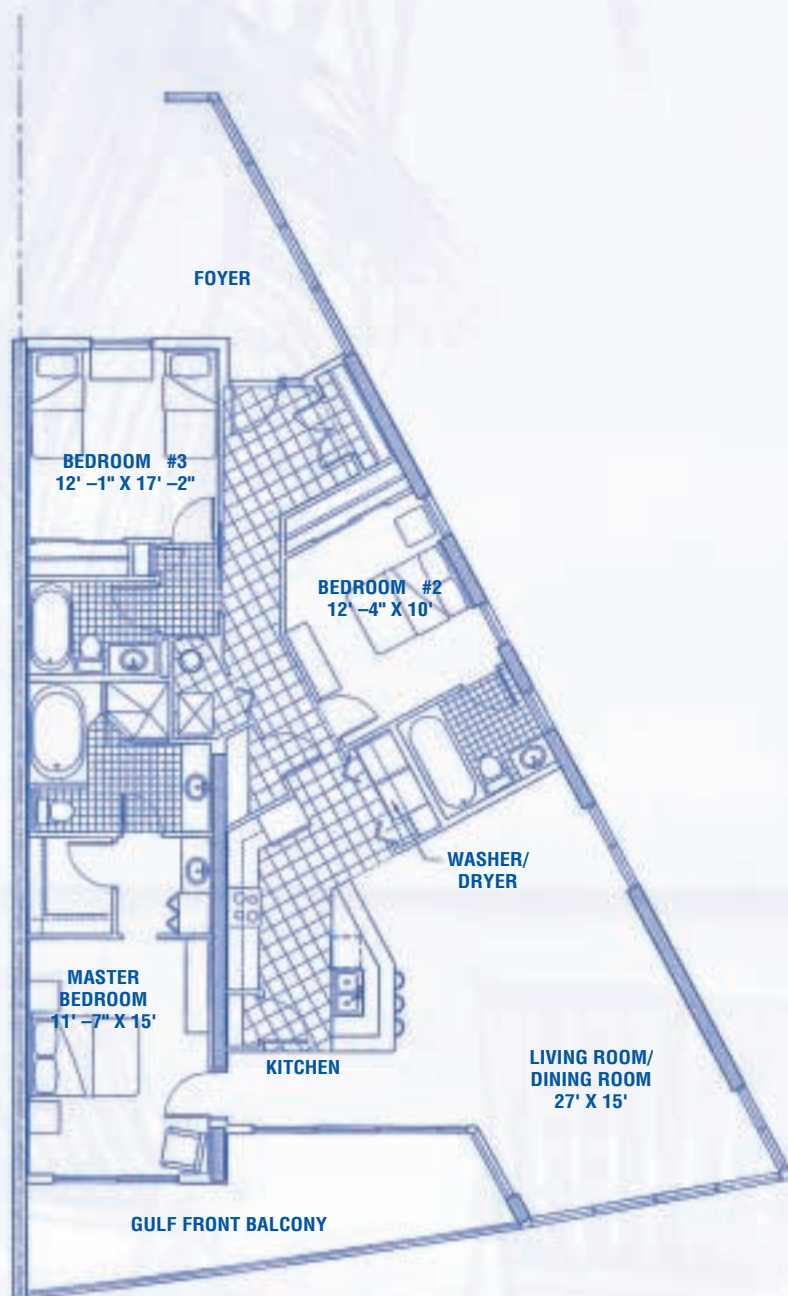 FOYER
BEDROOM #3
12' –1" X 17' –2"
BEDROOM #2
12' –4" X 10'
WASHER/
DRYER
MASTER
BEDROOM
11' –7" X 15'
KITCHEN
LIVING ROOM/
DINING ROOM
27' X 15'
GULF FRONT BALCONY